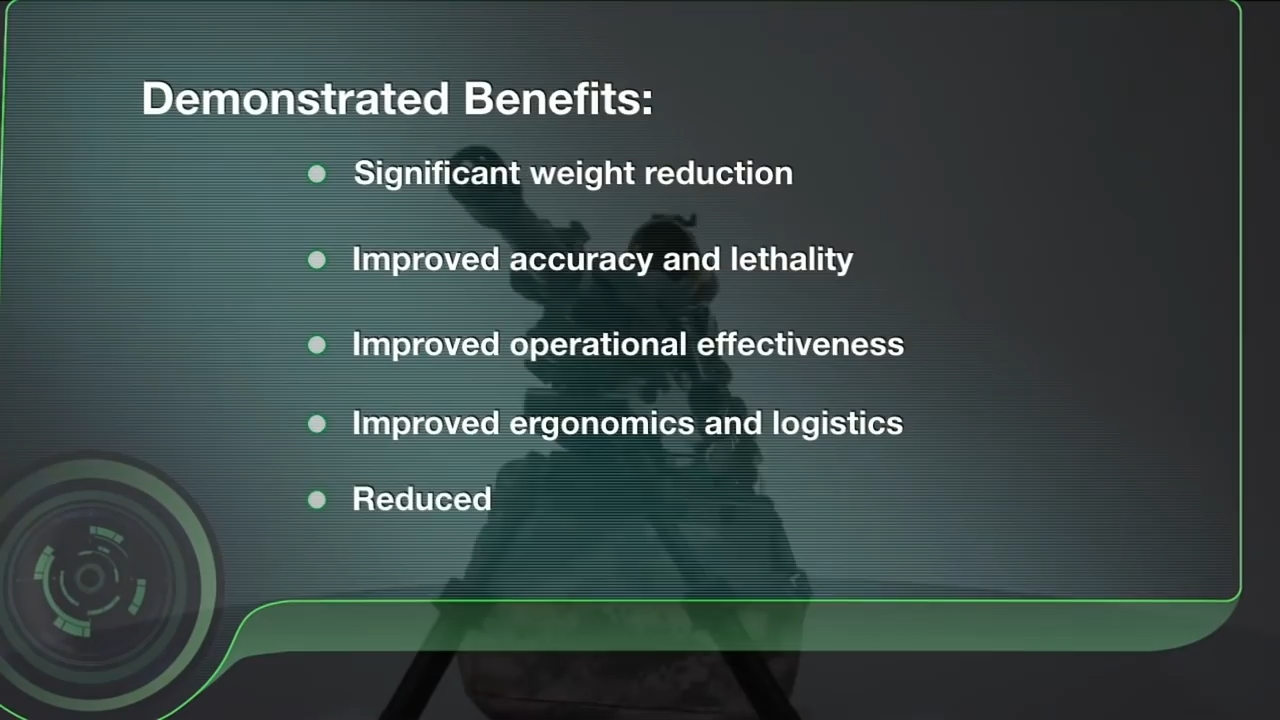 Demonstrated Benefits:
Significant weight reduction
Improved accuracy and lethality
Improved operational effectiveness
Improved ergonomics and logistics
Reduced